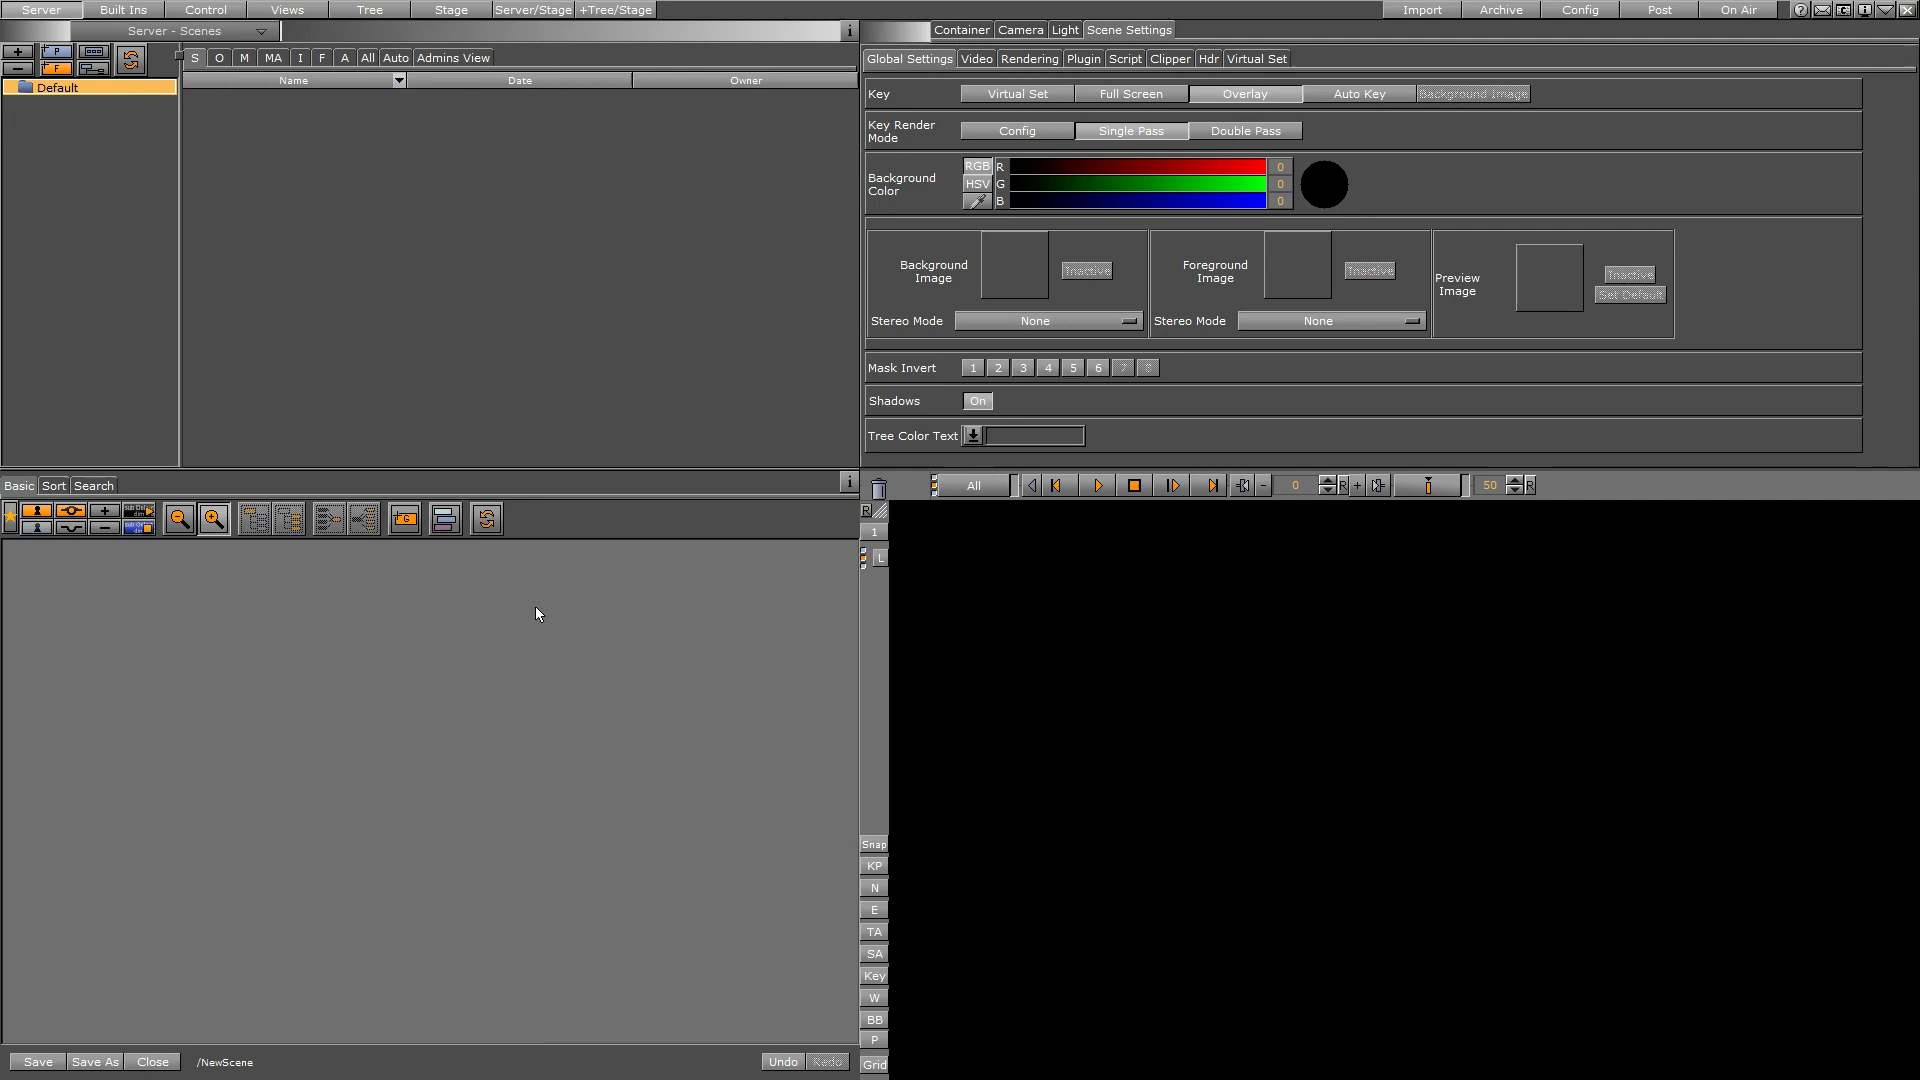 Server Built Ins Control Views Tree Stage Server/Stage +Tree/Stage Import Archive Config Post On Air
Server - Scenes
i
Container Camera Light Scene Settings
S O M MA I F A All Auto Admins View
Name Date Owner
Default
Global Settings Video Rendering Plugin Script Clipper Hdr Virtual Set
Key Virtual Set Full Screen Overlay Auto Key Background Image
Key Render
Mode
Config Single Pass Double Pass
Background
Color
RGB R 0
HSV G 0
B 0
Background
Image
Inactive
Foreground
Image
Inactive
Preview
Image
Inactive
Set Default
Stereo Mode None
Stereo Mode None
Mask Invert 1 2 3 4 5 6 7 8
Shadows On
Tree Color Text
Basic Sort Search
i
All 0 R + 50 R
R
1
L
Snap
KP
N
E
TA
SA
Key
W
BB
P
Grid
Save Save As Close /NewScene Undo Redo